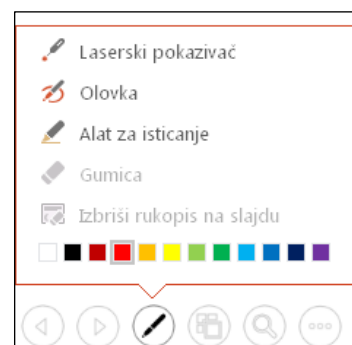 Laserski pokazivač
Olovka
Alat za isticanje
Gumica
Izbriši rukopis na slajdu